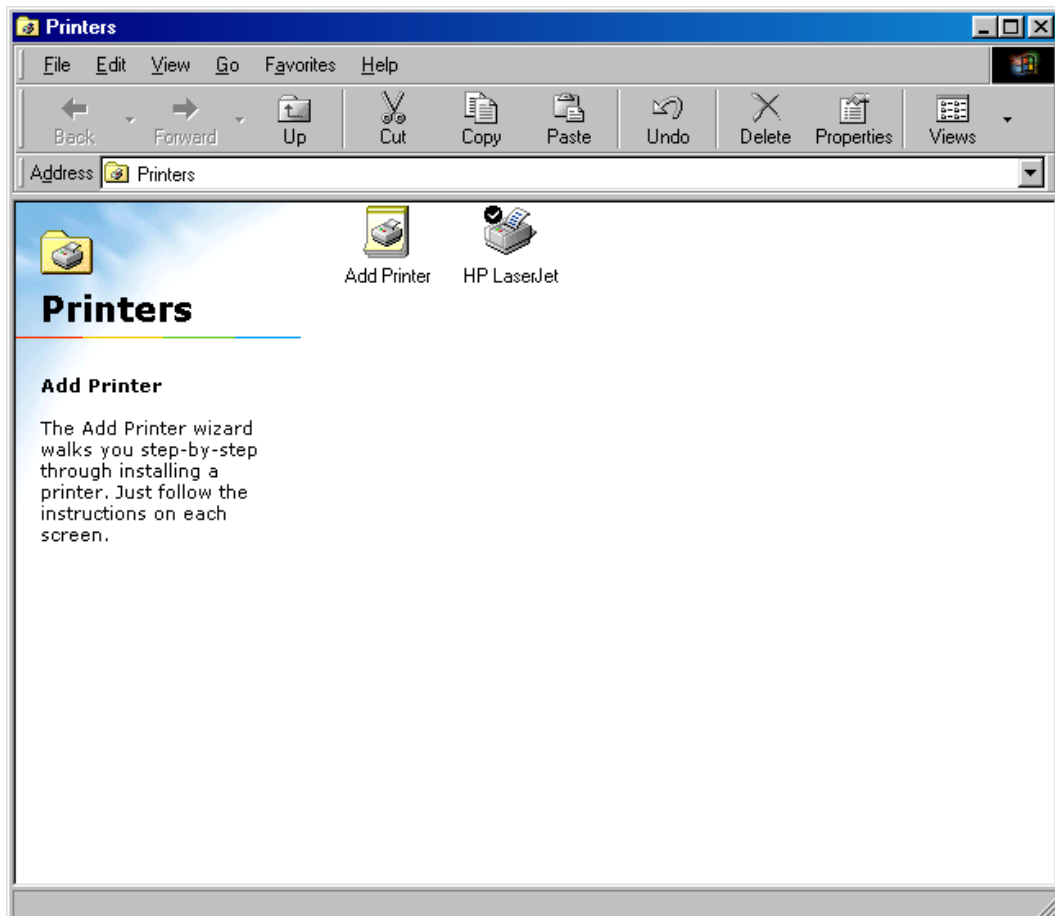 Printers
File Edit View Go Favorites Help
Back Forward Up Cut Copy Paste Undo Delete Properties Views
Address Printers
Add Printer HP LaserJet
Printers
Add Printer
The Add Printer wizard
walks you step-by-step
through installing a
printer. Just follow the
instructions on each
screen.